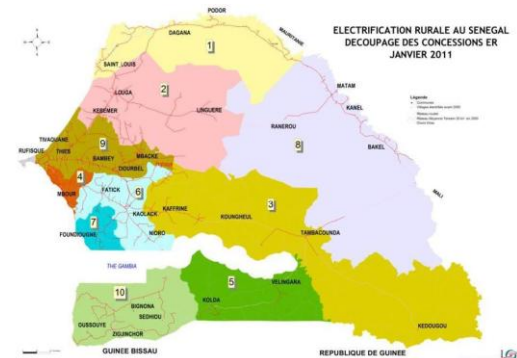 ELECTRIFICATION RURALE AU SENEGAL
DECOUPAGE DES CONCESSIONS ER
JANVIER 2011
PODOR
DAGANA
MAURITANIE
1
SAINT LOUIS
MATAM
LOUGA
2
KANEL
Légende
KEBEMER
LINGUERE
RANEROU
8
BAKEL
TIVAOUANE
9
MBACKE
RUFISQUE
THIES
BAMBEY
DIOURBEL
4
MALI
MBOUR
FATICK
6
7
KAOLACK
KAFFRINE
3
KOUNGHEUL
FOUNDIOUGNE
NIORO
TAMBACOUNDA
THE GAMBIA
10
5
VELINGARA
BIGNONA
KOLDA
SEDHIOU
KEDOUGOU
OUSSOUYE
ZIGINCHOR
GUINEE BISSAU
REPUBLIQUE DE GUINEE